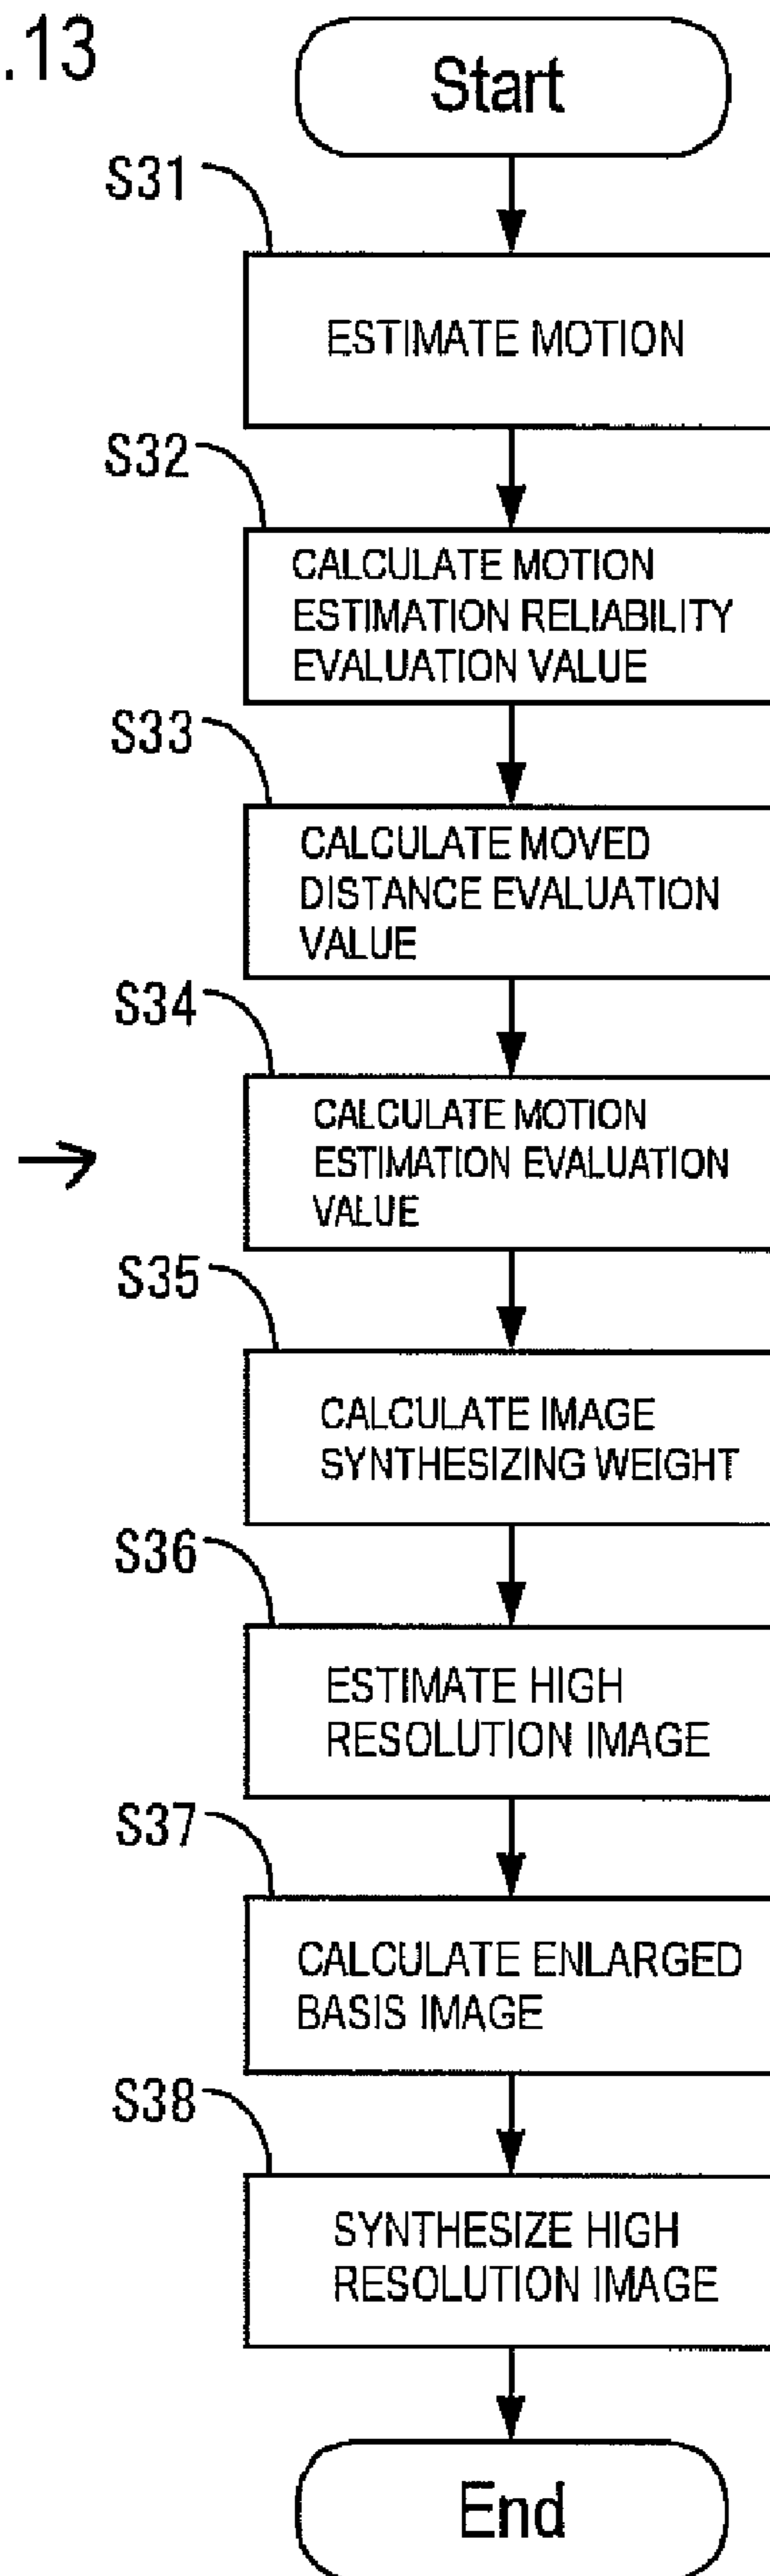 .13
Start
S31
ESTIMATE MOTION
S32
CALCULATE MOTION
ESTIMATION RELIABILITY
EVALUATION VALUE
S33
CALCULATE MOVED
DISTANCE EVALUATION
VALUE
S34
CALCULATE MOTION
ESTIMATION EVALUATION
VALUE
S35
CALCULATE IMAGE
SYNTHESIZING WEIGHT
S36
ESTIMATE HIGH
RESOLUTION IMAGE
S37
CALCULATE ENLARGED
BASIS IMAGE
S38
SYNTHESIZE HIGH
RESOLUTION IMAGE
End